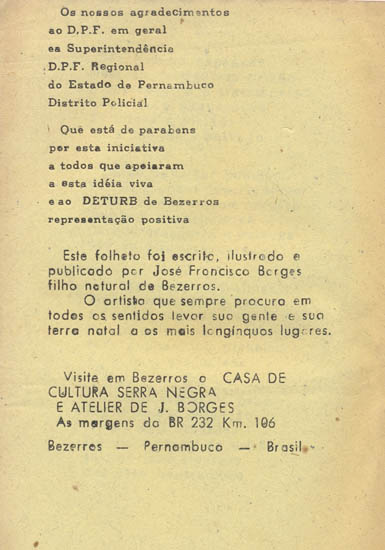 Os nossos agradecimentos
ao D.P.F. em geral
ea Superintendência
D.P.F. Regional
do Estado de Pernambuco
Distrito Policial
Que está de parabens
por esta iniciativa
a todos que apoiaram
a esta idéia viva
e ao DETURB de Bezerros
representação positiva
Este folheto foi escrito, ilustrado e
publicado por José Francisco Borges
filho natural de Bezerros.
O artista que sempre procura em
todos os sentidos levar sua gente e sua
terra natal a os mais longínquos lugares.
Visite em Bezerros a CASA DE
CULTURA SERRA NEGRA
E ATELIER DE J. BORGES
As margens da BR 232 Km. 106
Bezerros — Pernambuco — Brasil